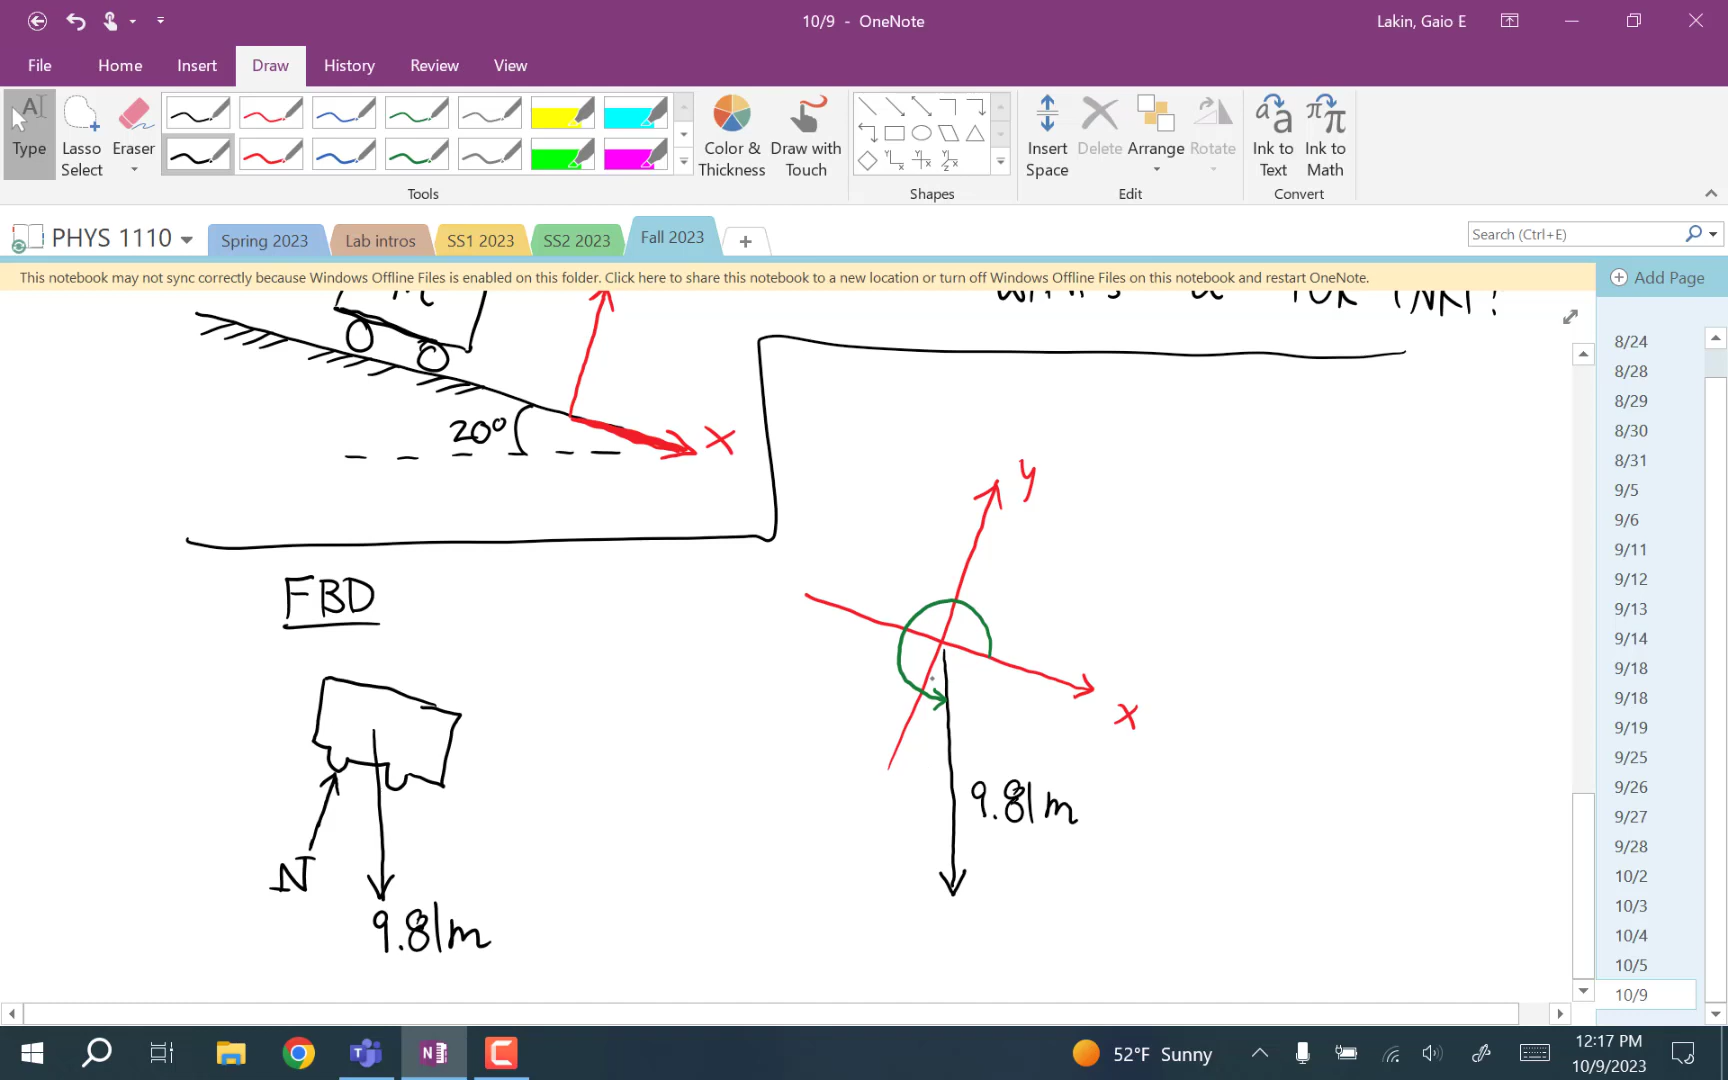 10/9 - OneNote
Lakin, Gaio E
File Home Insert Draw History Review View
Type
Lasso Select
Eraser
Color & Thickness
Draw with Touch
Insert Space
Delete
Arrange
Rotate
Ink to Text
Ink to Math
Tools
Shapes
Edit
Convert
PHYS 1110
Spring 2023
Lab intros
SS1 2023
SS2 2023
Fall 2023
Search (Ctrl+E)
This notebook may not sync correctly because Windows Offline Files is enabled on this folder. Click here to share this notebook to a new location or turn off Windows Offline Files on this notebook and restart OneNote.
Add Page
20°
x
y
x
9.81m
FBD
N
9.81m
8/24
8/28
8/29
8/30
8/31
9/5
9/6
9/11
9/12
9/13
9/14
9/18
9/18
9/19
9/25
9/26
9/27
9/28
10/2
10/3
10/4
10/5
10/9
52°F Sunny
12:17 PM
10/9/2023